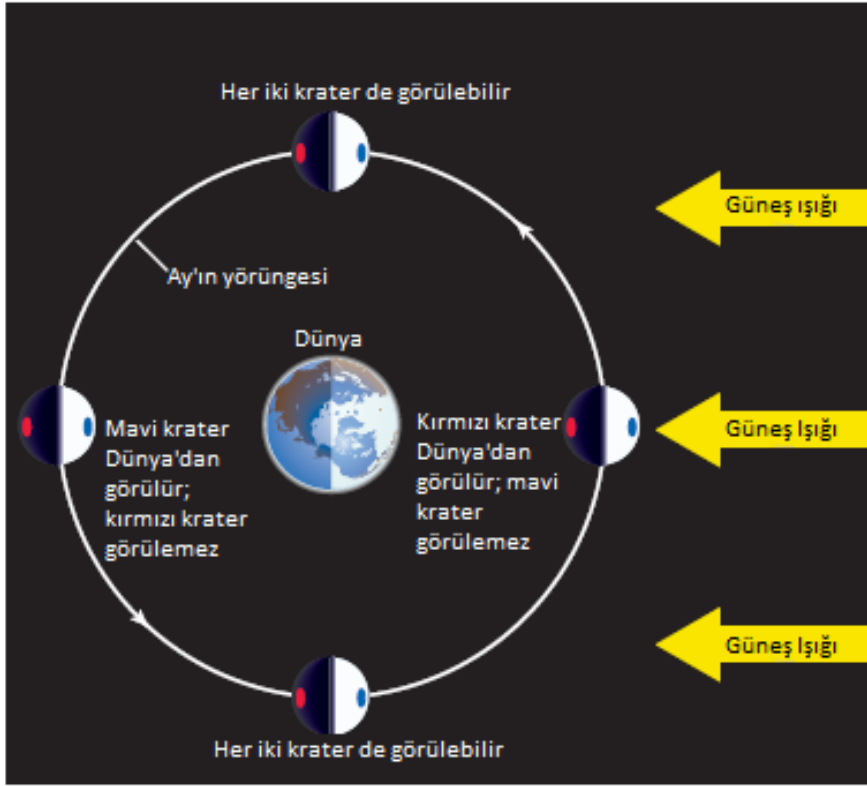 Her iki krater de görülebilir
Güneş ışığı
Ay'ın yörüngesi
Dünya
Mavi krater
Dünya'dan
görülür;
kırmızı krater
görülemez
Kırmızı krater
Dünya'dan
görülür; mavi
krater
görülemez
Güneş Işığı
Güneş Işığı
Her iki krater de görülebilir